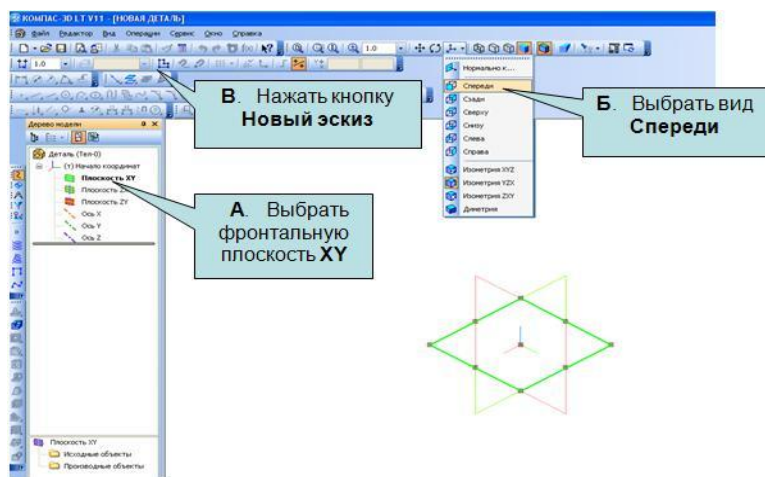 КОМПАС-3D LT V11 - [НОВАЯ ДЕТАЛЬ]
Файл Редактор Вид Операции Сервис Окно Справка
1.0
1.0
Нормально к...
Спереди
Сзади
Сверху
Снизу
Слева
Справа
Изометрия XYZ
Изометрия YZX
Изометрия ZXY
Диметрия
В. Нажать кнопку
Новый эскиз
Б. Выбрать вид
Спереди
Дерево модели
Деталь (Тел-0)
(т) Начало координат
Плоскость XY
Плоскость ZX
Плоскость ZY
Ось X
Ось Y
Ось Z
А. Выбрать
фронтальную
плоскость XY
Плоскость XY
Исходные объекты
Производные объекты